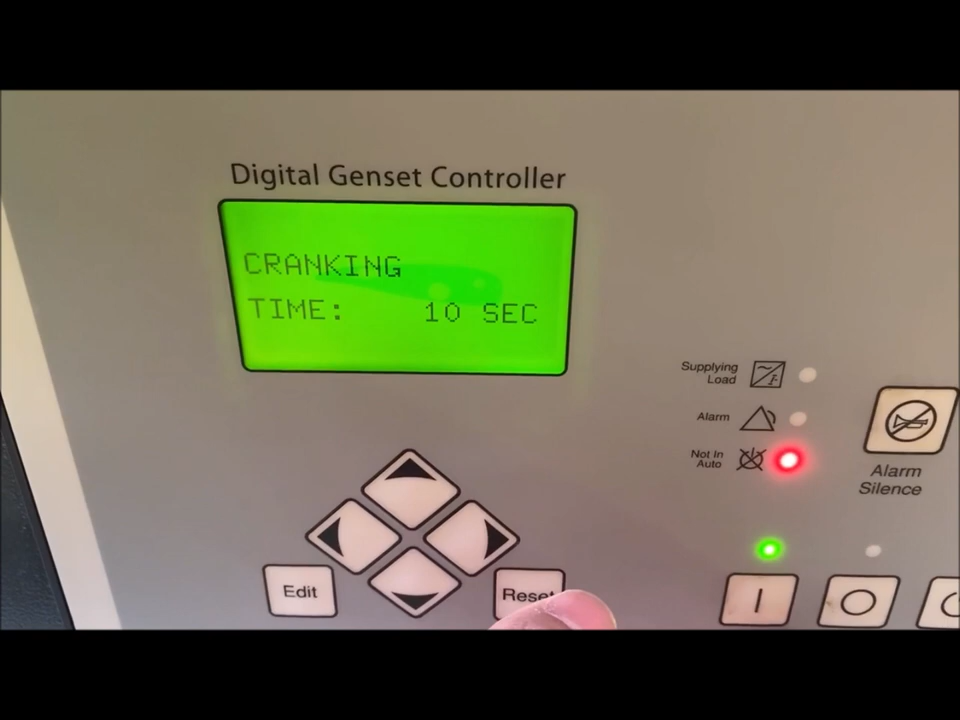 Digital Genset Controller
CRANKING
TIME: 10 SEC
Supplying
Load
Alarm
Not In
Auto
Alarm
Silence
Edit
Reset
I
O